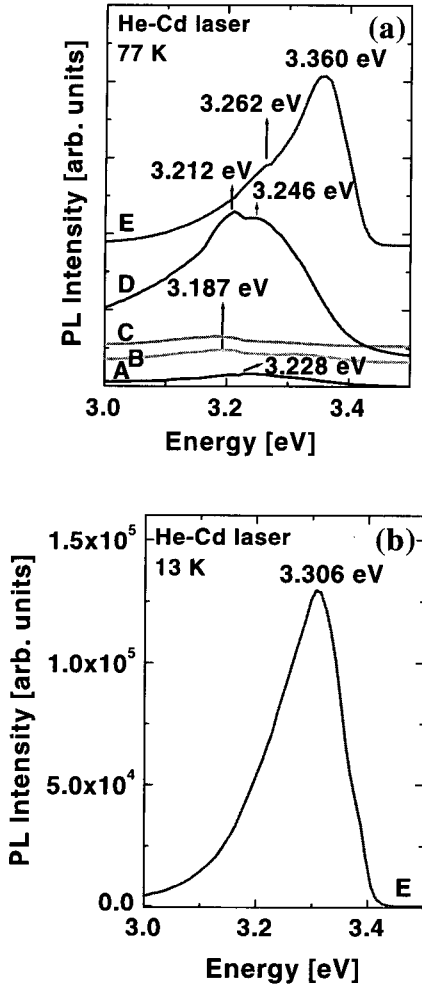 He-Cd laser
77 K
(a)
3.360 eV
3.262 eV
3.212 eV
3.246 eV
E
D
3.187 eV
C
B
A
3.228 eV
PL Intensity [arb. units]
3.0 3.2 3.4
Energy [eV]
He-Cd laser
13 K
(b)
3.306 eV
1.5x10⁵
1.0x10⁵
5.0x10⁴
0.0
E
PL Intensity [arb. units]
3.0 3.2 3.4
Energy [eV]